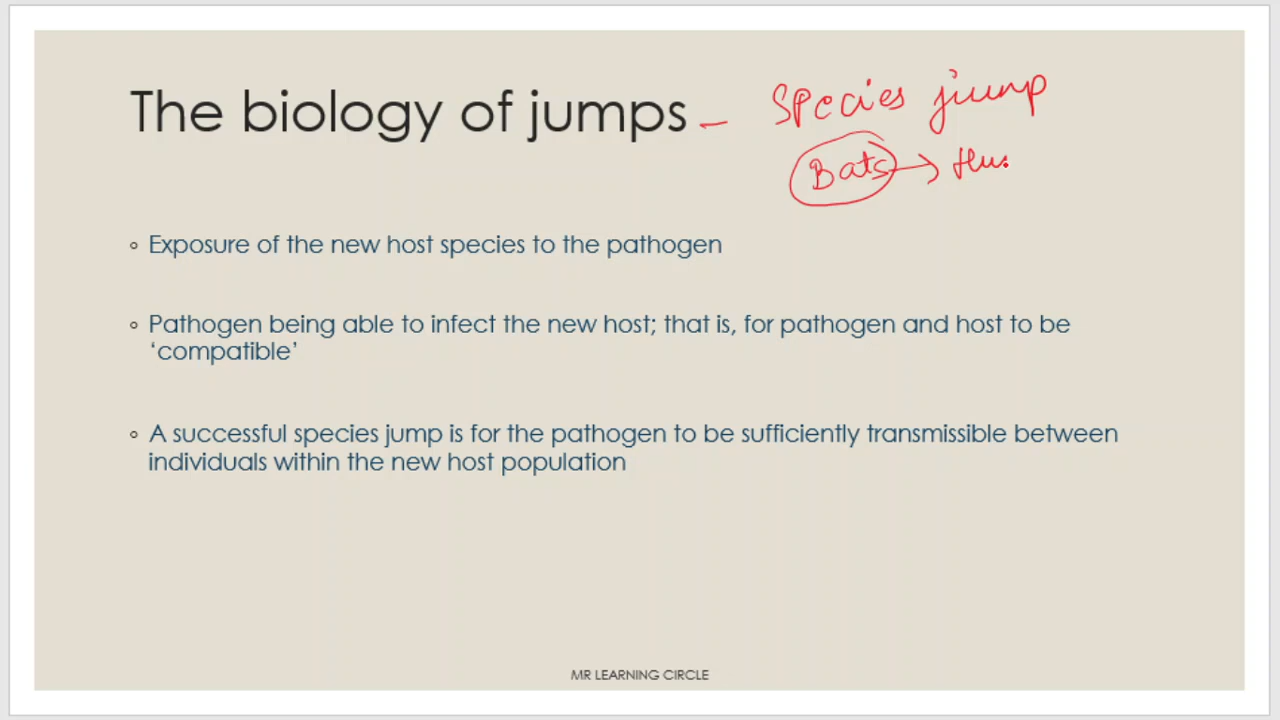 The biology of jumps - Species jump
Bats → Hu
◦ Exposure of the new host species to the pathogen
◦ Pathogen being able to infect the new host; that is, for pathogen and host to be
‘compatible’
◦ A successful species jump is for the pathogen to be sufficiently transmissible between
individuals within the new host population
MR LEARNING CIRCLE